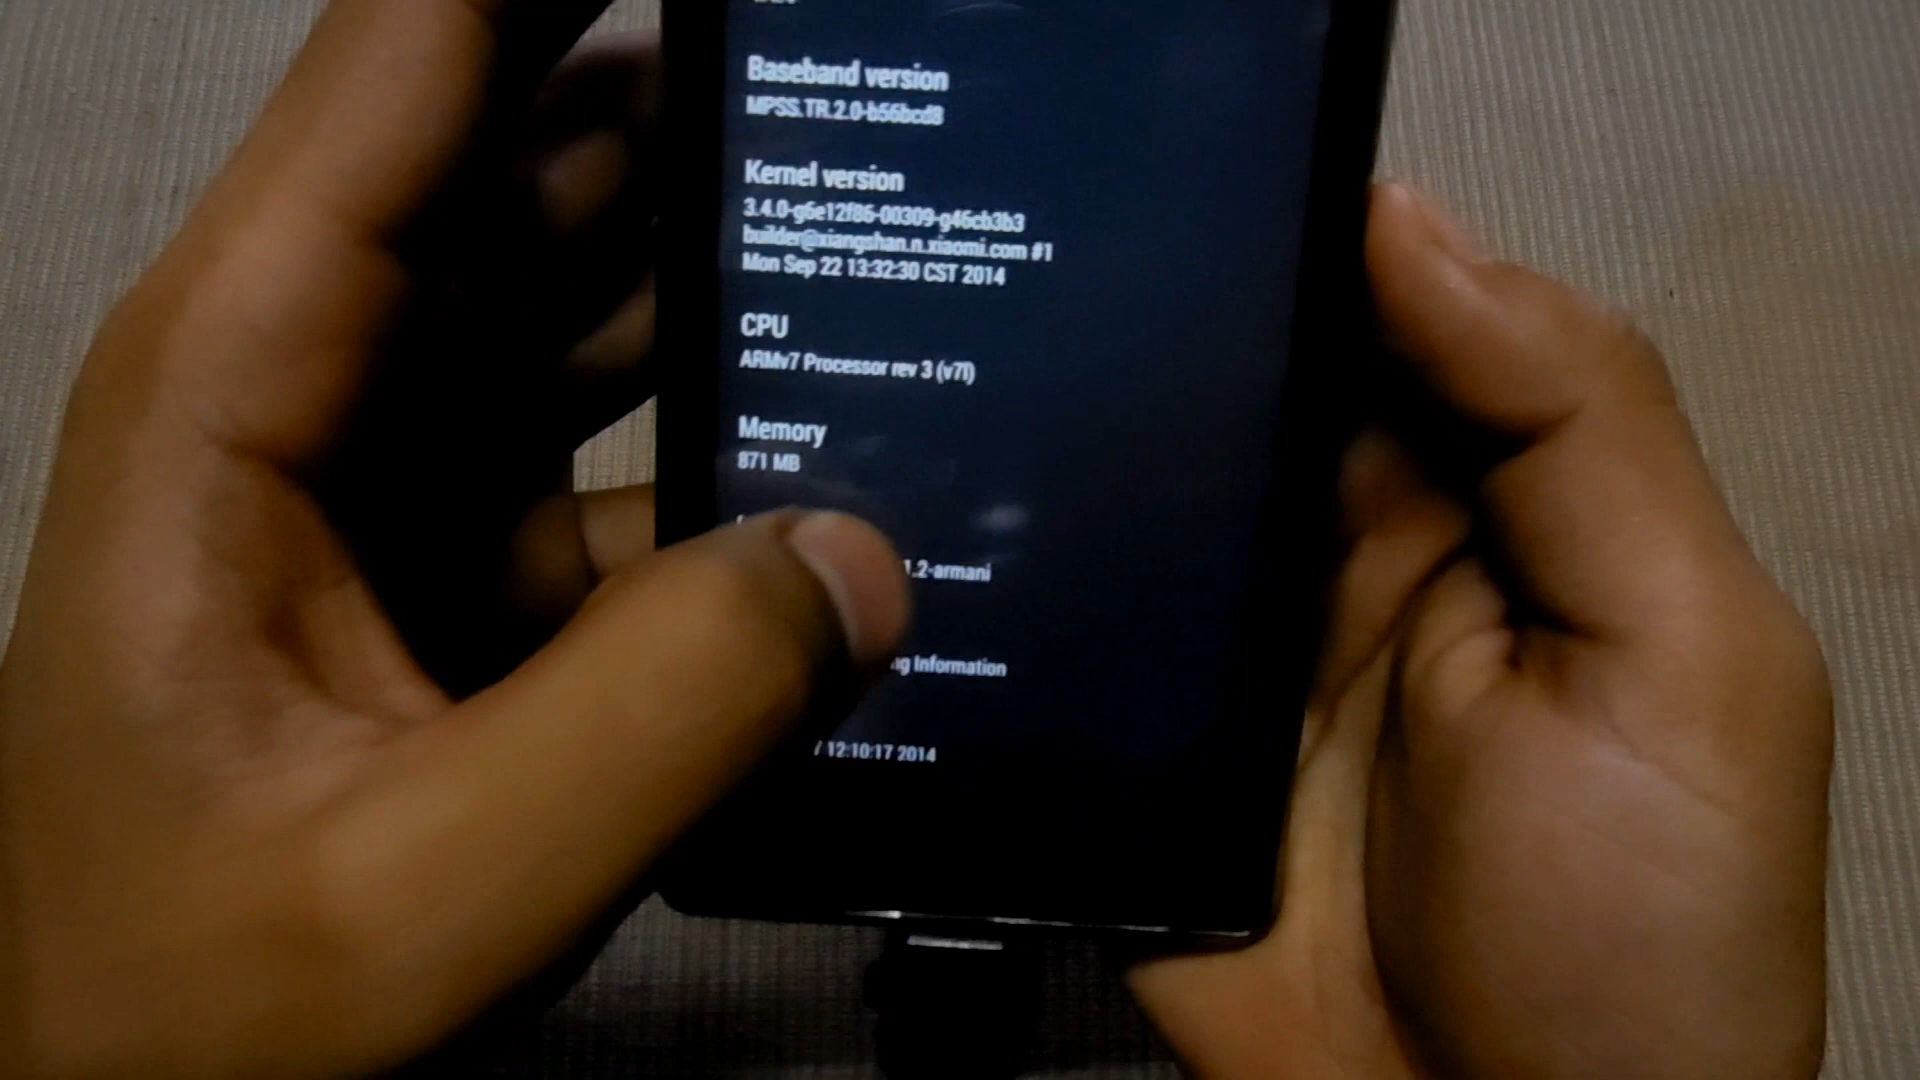 Baseband version
MPSS.TR.2.0-b56bcd8
Kernel version
3.4.0-g6e12f86-00309-g46cb3b3
builder@xiangshan.n.xiaomi.com #1
Mon Sep 22 13:32:30 CST 2014
CPU
ARMv7 Processor rev 3 (v7l)
Memory
871 MB
1.2-armani
Information
12:10:17 2014